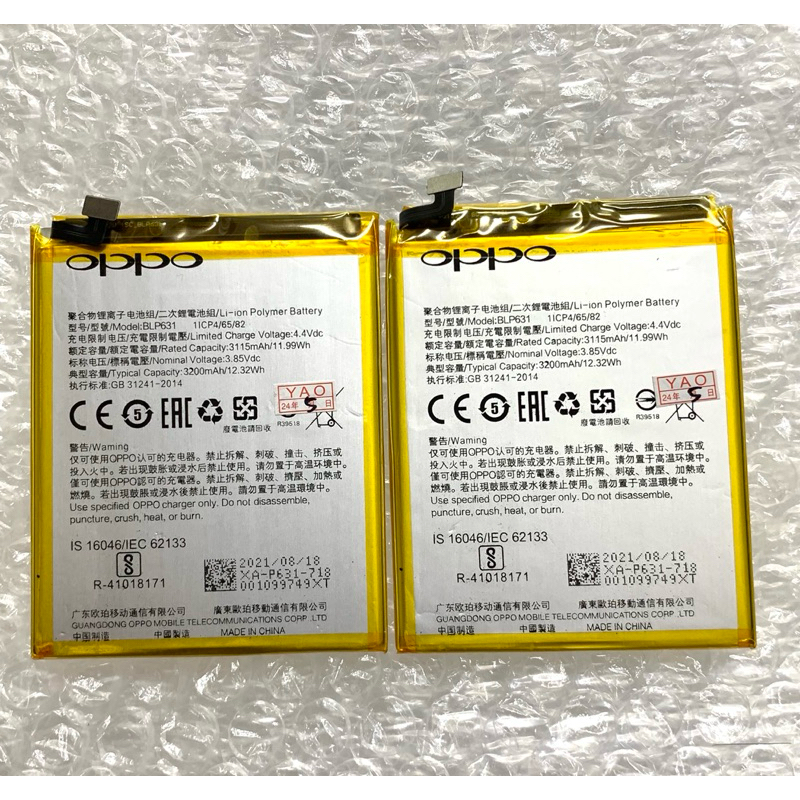 oppo
聚合物锂离子电池组/二次鋰電池組/Li-ion Polymer Battery
型号/型號/Model:BLP631 1ICP4/65/82
充电限制电压/充電限制電壓/Limited Charge Voltage:4.4Vdc
额定容量/額定電容量/Rated Capacity:3115mAh/11.99Wh
标称电压/標稱電壓/Nominal Voltage:3.85Vdc
典型容量/Typical Capacity:3200mAh/12.32Wh
执行标准:GB 31241-2014
YAO
24年 5 日
CE 5 EAC
R39518
廢電池請回收
警告/Warning
仅可使用OPPO认可的充电器。禁止拆解、刺破、撞击、挤压或
投入火中。若出现鼓胀或浸水后禁止使用。请勿置于高温环境中。
僅可使用OPPO認可的充電器。禁止拆解、刺破、撞擊、擠壓、加熱或
燃燒。若出現鼓脹或浸水後禁止使用。請勿置于高溫環境中。
Use specified OPPO charger only. Do not disassemble,
puncture, crush, heat, or burn.
IS 16046/IEC 62133
R-41018171
2021/08/18
XA-P631-718
001099749XT
广东欧珀移动通信有限公司 廣東歐珀移動通信有限公司
GUANGDONG OPPO MOBILE TELECOMMUNICATIONS CORP .,LTD
中国制造 中國製造 MADE IN CHINA
oppo
聚合物锂离子电池组/二次鋰電池組/Li-ion Polymer Battery
型号/型號/Model:BLP631 1ICP4/65/82
充电限制电压/充電限制電壓/Limited Charge Voltage:4.4Vdc
额定容量/額定電容量/Rated Capacity:3115mAh/11.99Wh
标称电压/標稱電壓/Nominal Voltage:3.85Vdc
典型容量/Typical Capacity:3200mAh/12.32Wh
执行标准:GB 31241-2014
YAO
24年 5 日
CE 5 EAC
R39518
廢電池請回收
警告/Warning
仅可使用OPPO认可的充电器。禁止拆解、刺破、撞击、挤压或
投入火中。若出现鼓胀或浸水后禁止使用。请勿置于高温环境中。
僅可使用OPPO認可的充電器。禁止拆解、刺破、撞擊、擠壓、加熱或
燃燒。若出現鼓脹或浸水後禁止使用。請勿置于高溫環境中。
Use specified OPPO charger only. Do not disassemble,
puncture, crush, heat, or burn.
IS 16046/IEC 62133
R-41018171
2021/08/18
XA-P631-718
001099749XT
广东欧珀移动通信有限公司 廣東歐珀移動通信有限公司
GUANGDONG OPPO MOBILE TELECOMMUNICATIONS CORP .,LTD
中国制造 中國製造 MADE IN CHINA